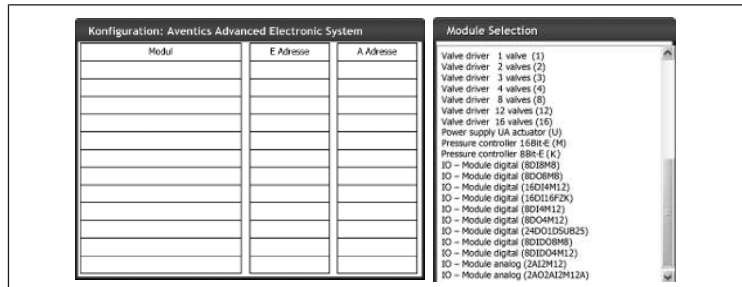 Konfiguration: Aventics Advanced Electronic System
Modul E Adresse A Adresse
Module Selection
Valve driver 1 valve (1)
Valve driver 2 valves (2)
Valve driver 3 valves (3)
Valve driver 4 valves (4)
Valve driver 8 valves (8)
Valve driver 12 valves (12)
Valve driver 16 valves (16)
Power supply UA actuator (U)
Pressure controller 16Bit-E (M)
Pressure controller 8Bit-E (K)
IO – Module digital (8DI8M8)
IO – Module digital (8DO8M8)
IO – Module digital (16DI4M12)
IO – Module digital (16DI16FZK)
IO – Module digital (8DI4M12)
IO – Module digital (8DO4M12)
IO – Module digital (24DO1DSUB25)
IO – Module digital (8DIDO8M8)
IO – Module digital (8DIDO4M12)
IO – Module analog (2AI2M12)
IO – Module analog (2AO2AI2M12A)